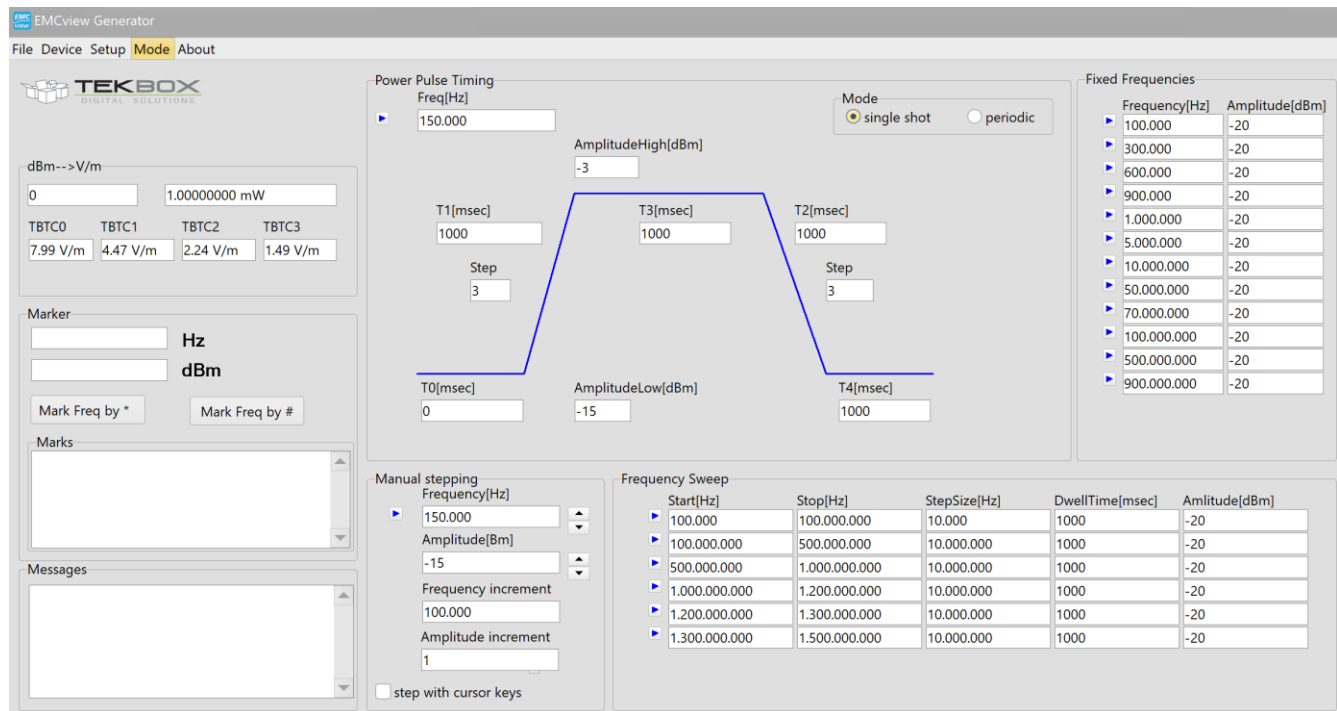 EMC view EMCview Generator
File Device Setup Mode About
TEKBOX
DIGITAL SOLUTIONS
dBm-->V/m
0 1.00000000 mW
TBTC0 TBTC1 TBTC2 TBTC3
7.99 V/m 4.47 V/m 2.24 V/m 1.49 V/m
Marker
Hz
dBm
Mark Freq by * Mark Freq by #
Marks
Messages
Power Pulse Timing
Freq[Hz]
150.000
Mode
single shot periodic
AmplitudeHigh[dBm]
-3
T1[msec] T3[msec] T2[msec]
1000 1000 1000
Step Step
3 3
T0[msec] AmplitudeLow[dBm] T4[msec]
0 -15 1000
Fixed Frequencies
Frequency[Hz] Amplitude[dBm]
100.000 -20
300.000 -20
600.000 -20
900.000 -20
1.000.000 -20
5.000.000 -20
10.000.000 -20
50.000.000 -20
70.000.000 -20
100.000.000 -20
500.000.000 -20
900.000.000 -20
Manual stepping
Frequency[Hz]
150.000
Amplitude[Bm]
-15
Frequency increment
100.000
Amplitude increment
1
step with cursor keys
Frequency Sweep
Start[Hz] Stop[Hz] StepSize[Hz] DwellTime[msec] Amlitude[dBm]
100.000 100.000.000 10.000 1000 -20
100.000.000 500.000.000 10.000.000 1000 -20
500.000.000 1.000.000.000 10.000.000 1000 -20
1.000.000.000 1.200.000.000 10.000.000 1000 -20
1.200.000.000 1.300.000.000 10.000.000 1000 -20
1.300.000.000 1.500.000.000 10.000.000 1000 -20